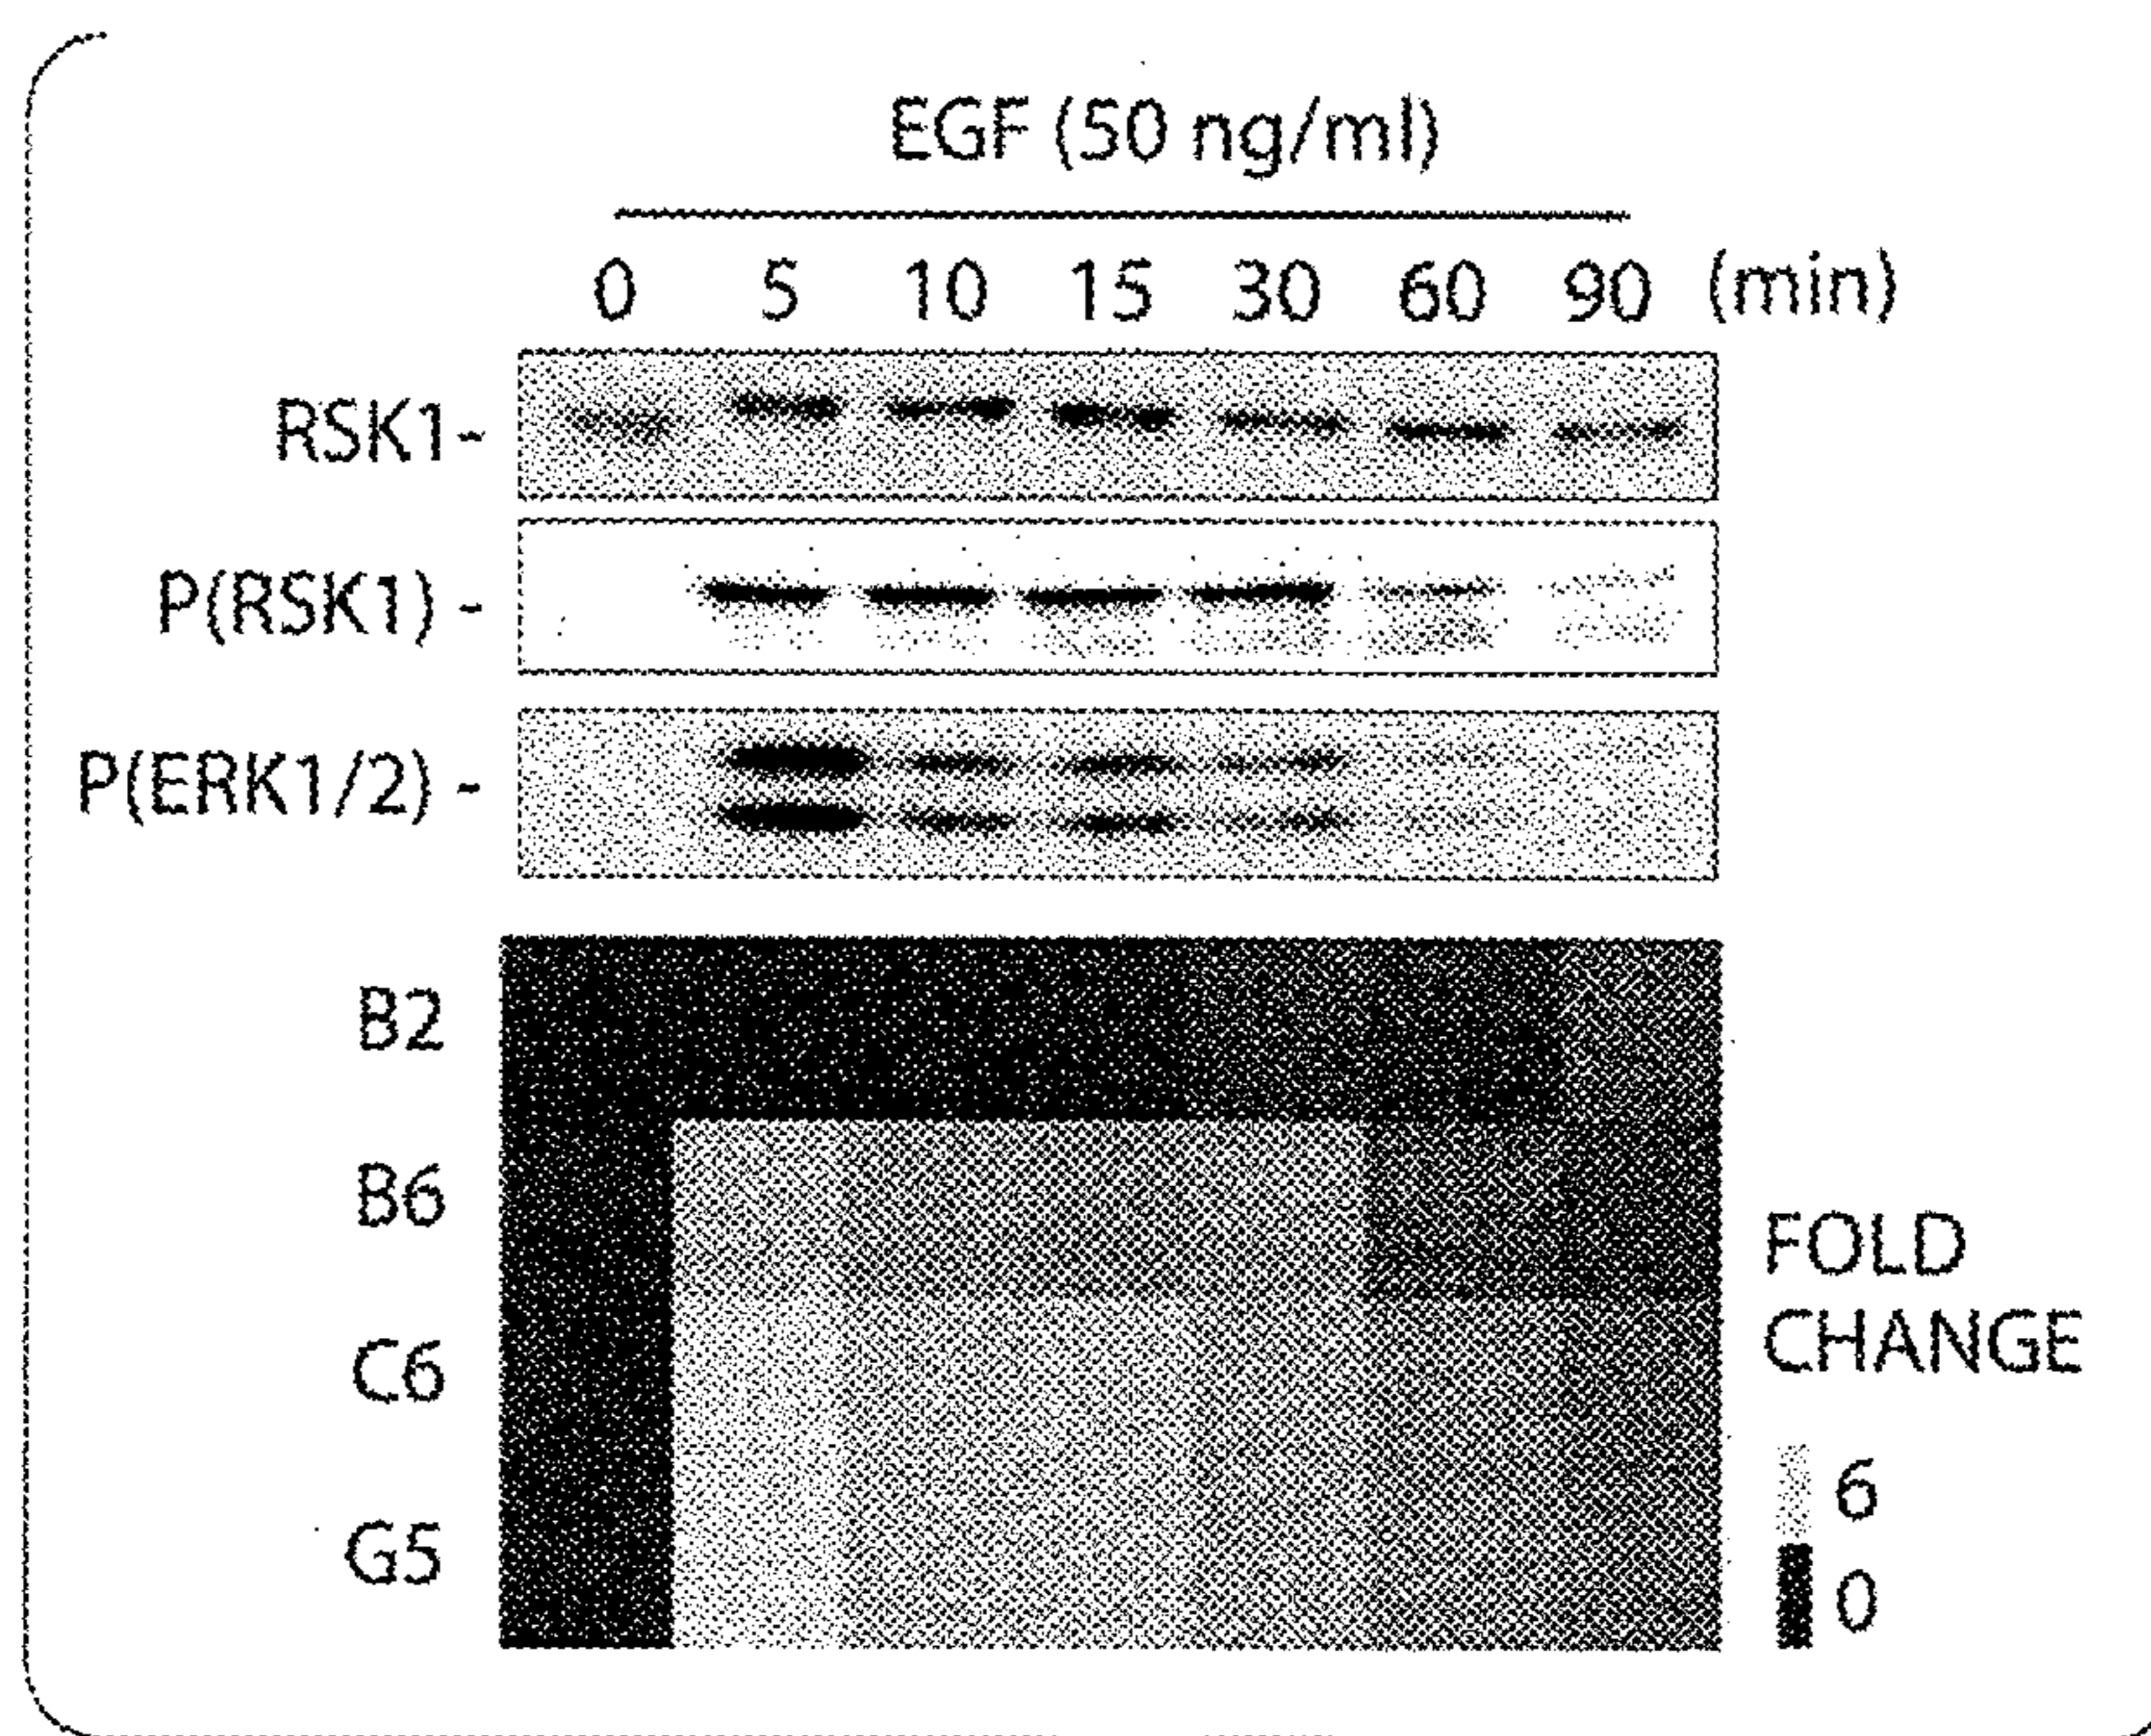 EGF (50 ng/ml)
0 5 10 15 30 60 90 (min)
RSK1-
P(RSK1) -
P(ERK1/2) -
B2
B6
C6
G5
FOLD
CHANGE
6
0